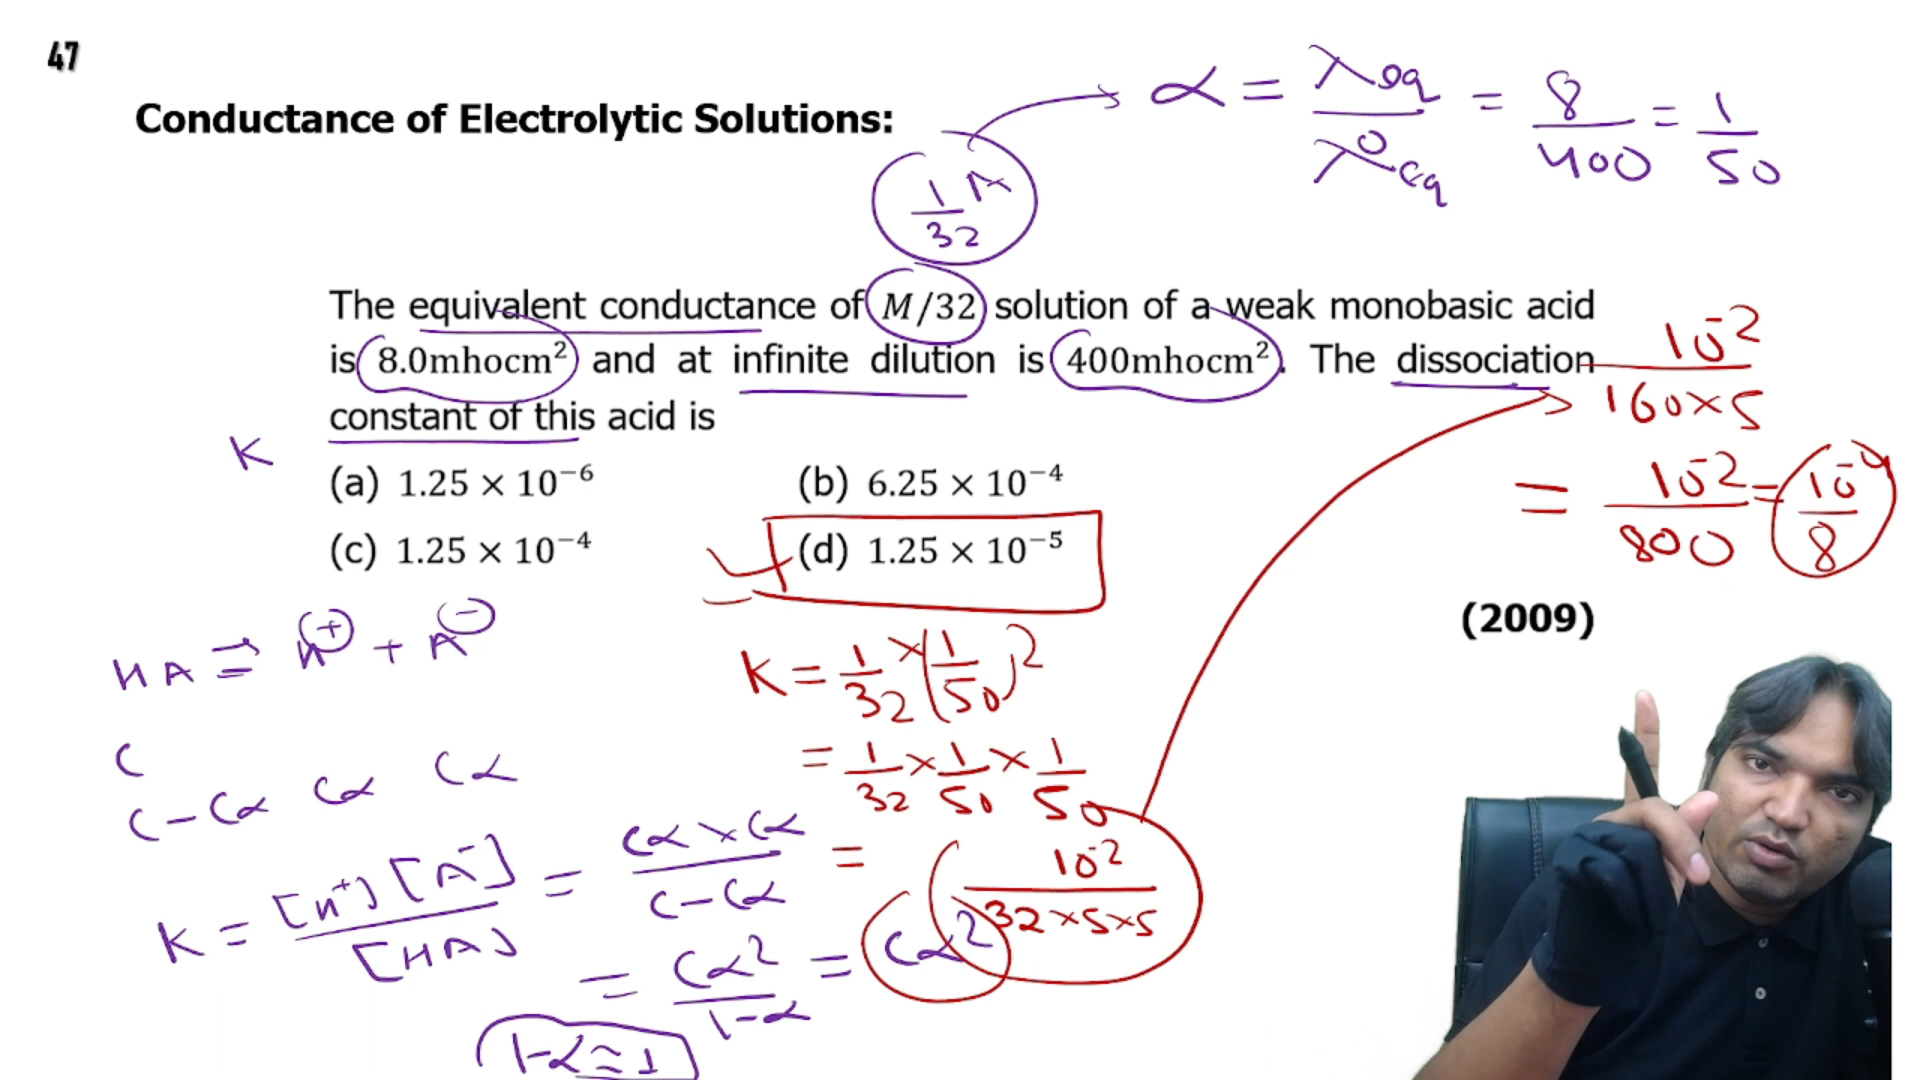 47
Conductance of Electrolytic Solutions:
α = λeq / λ⁰eq = 8/400 = 1/50
1/32 M
The equivalent conductance of M/32 solution of a weak monobasic acid
is 8.0mhocm² and at infinite dilution is 400mhocm². The dissociation
constant of this acid is
K
(a) 1.25 × 10⁻⁶ (b) 6.25 × 10⁻⁴
(c) 1.25 × 10⁻⁴ (d) 1.25 × 10⁻⁵
(2009)
HA ⇌ H⁺ + A⁻
C
C-Cα Cα Cα
K = [H⁺] [A⁻] / [HA] = Cα × Cα / C-Cα
= Cα² / 1-α = Cα²
1-α ≈ 1
K = 1/32 × (1/50)²
= 1/32 × 1/50 × 1/50
= 10⁻² / 32×5×5
10⁻² / 160×5
= 10⁻² / 800 = 10⁻⁴ / 8